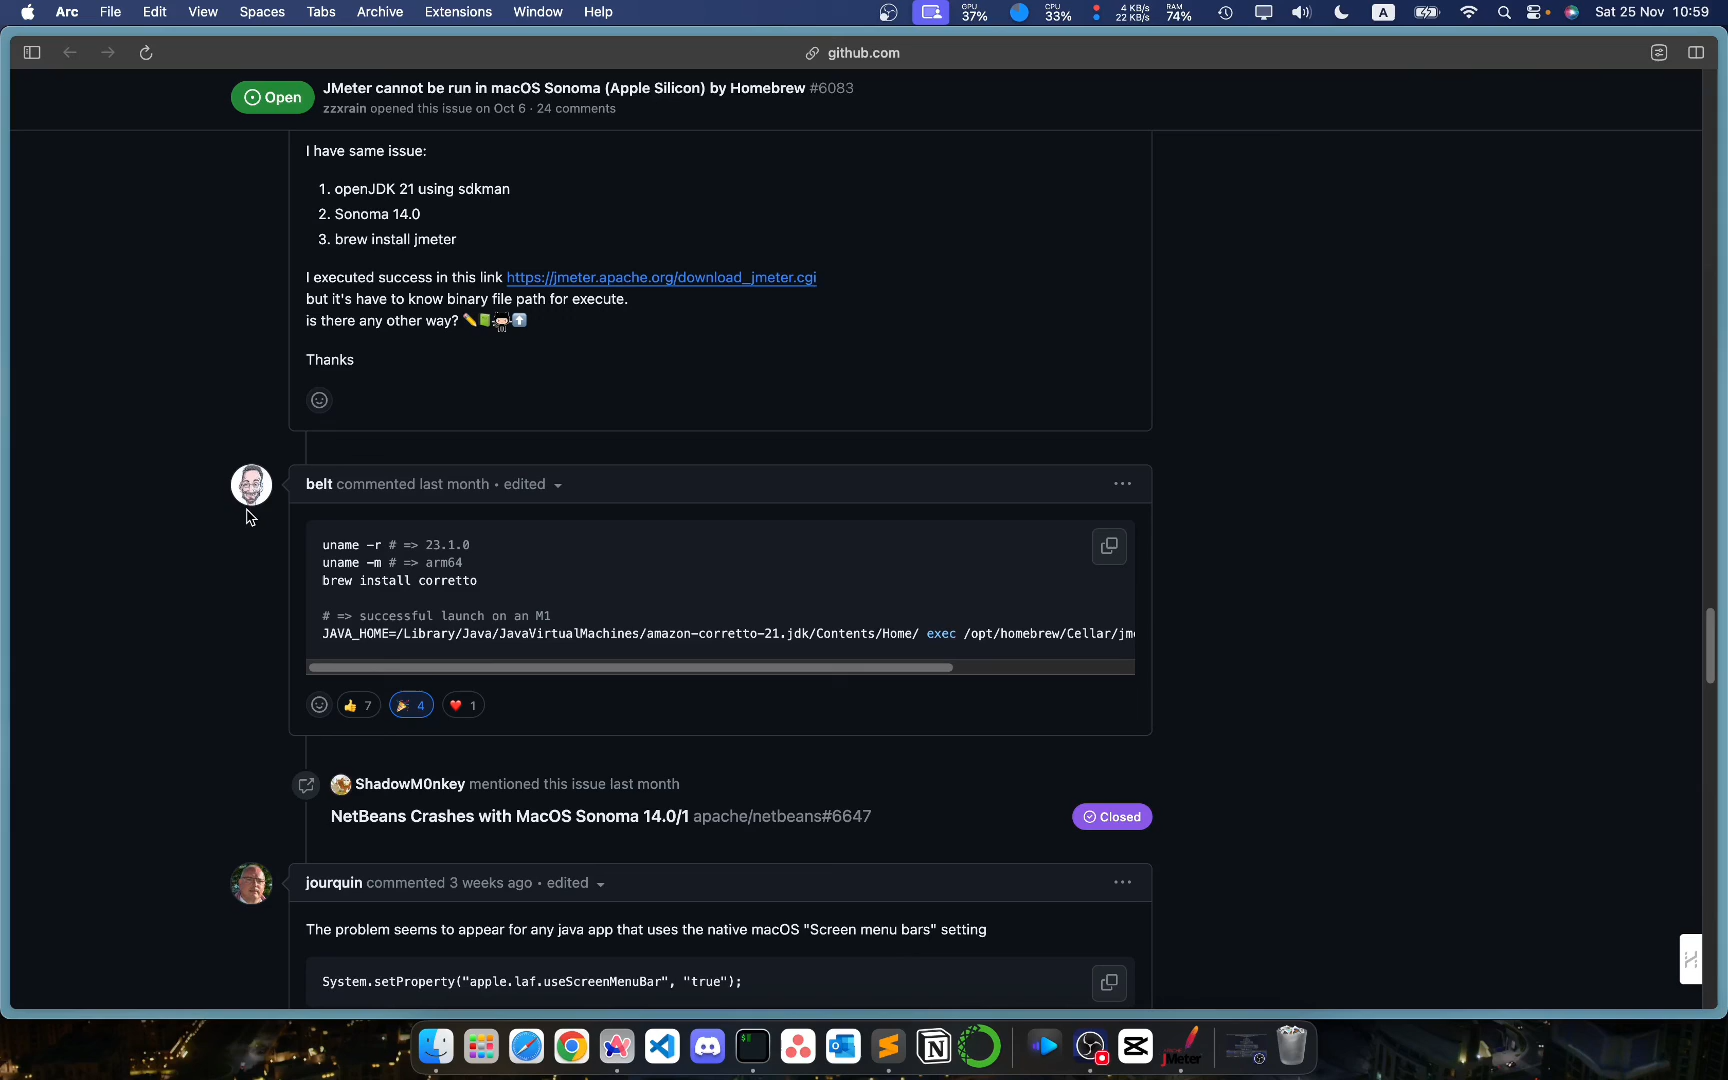 Arc File Edit View Spaces Tabs Archive Extensions Window Help
GPU 37% CPU 33% 4 KB/s 22 KB/s RAM 74% A Sat 25 Nov 10:59
github.com
Open
JMeter cannot be run in macOS Sonoma (Apple Silicon) by Homebrew #6083
zzxrain opened this issue on Oct 6 · 24 comments
I have same issue:
1. openJDK 21 using sdkman
2. Sonoma 14.0
3. brew install jmeter
I executed success in this link https://jmeter.apache.org/download_jmeter.cgi
but it's have to know binary file path for execute.
is there any other way?
Thanks
belt commented last month • edited
uname -r # => 23.1.0
uname -m # => arm64
brew install corretto
# => successful launch on an M1
JAVA_HOME=/Library/Java/JavaVirtualMachines/amazon-corretto-21.jdk/Contents/Home/ exec /opt/homebrew/Cellar/jm
7 4 1
ShadowM0nkey mentioned this issue last month
NetBeans Crashes with MacOS Sonoma 14.0/1 apache/netbeans#6647
Closed
jourquin commented 3 weeks ago • edited
The problem seems to appear for any java app that uses the native macOS "Screen menu bars" setting
System.setProperty("apple.laf.useScreenMenuBar", "true");
JMeter